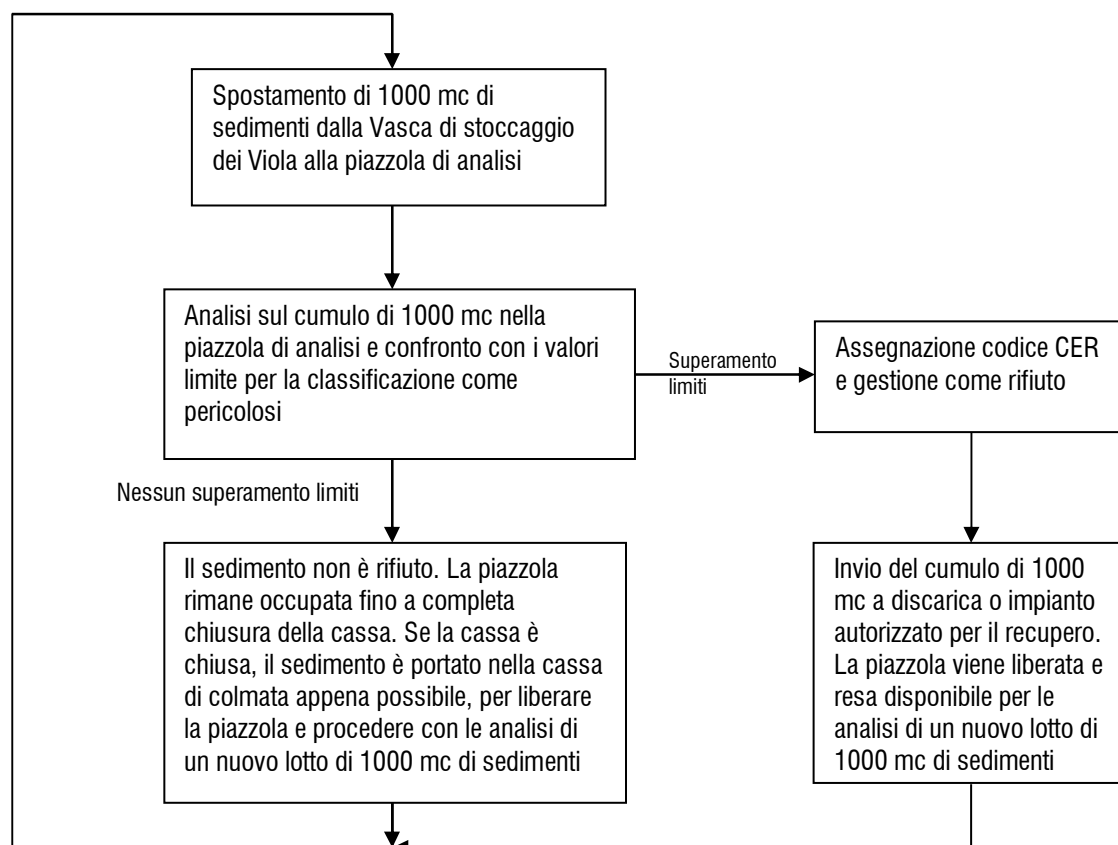 Spostamento di 1000 mc di
sedimenti dalla Vasca di stoccaggio
dei Viola alla piazzola di analisi
Analisi sul cumulo di 1000 mc nella
piazzola di analisi e confronto con i valori
limite per la classificazione come
pericolosi
Superamento
limiti
Assegnazione codice CER
e gestione come rifiuto
Nessun superamento limiti
Il sedimento non è rifiuto. La piazzola
rimane occupata fino a completa
chiusura della cassa. Se la cassa è
chiusa, il sedimento è portato nella cassa
di colmata appena possibile, per liberare
la piazzola e procedere con le analisi di
un nuovo lotto di 1000 mc di sedimenti
Invio del cumulo di 1000
mc a discarica o impianto
autorizzato per il recupero.
La piazzola viene liberata e
resa disponibile per le
analisi di un nuovo lotto di
1000 mc di sedimenti